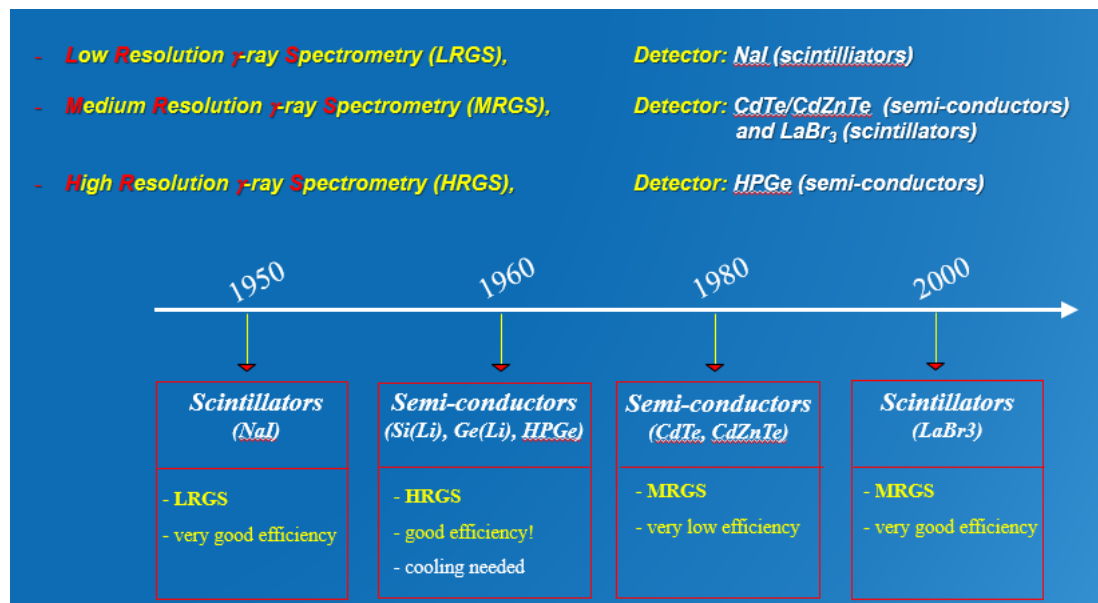 - Low Resolution γ-ray Spectrometry (LRGS), Detector: NaI (scintilliators)
- Medium Resolution γ-ray Spectrometry (MRGS), Detector: CdTe/CdZnTe (semi-conductors)
and LaBr₃ (scintillators)
- High Resolution γ-ray Spectrometry (HRGS), Detector: HPGe (semi-conductors)
1950
1960
1980
2000
Scintillators
(NaI)
- LRGS
- very good efficiency
Semi-conductors
(Si(Li), Ge(Li), HPGe)
- HRGS
- good efficiency!
- cooling needed
Semi-conductors
(CdTe, CdZnTe)
- MRGS
- very low efficiency
Scintillators
(LaBr3)
- MRGS
- very good efficiency